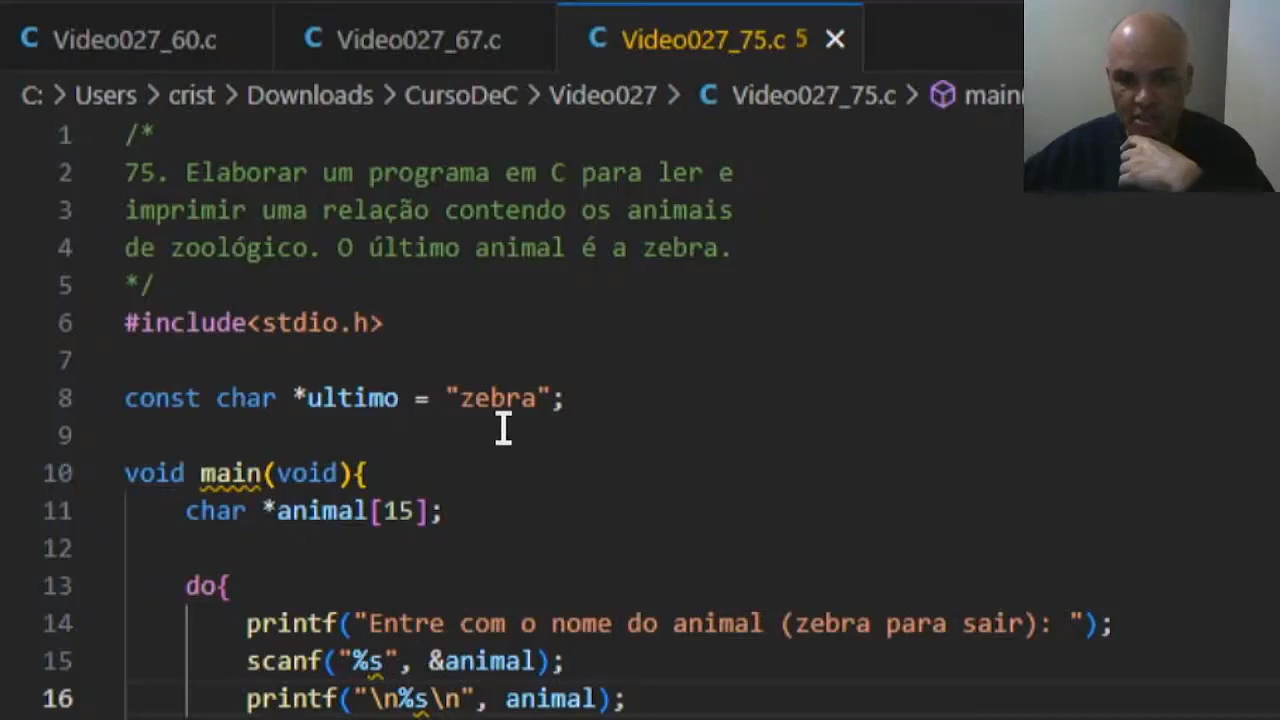 Video027_60.c Video027_67.c Video027_75.c 5
C: > Users > crist > Downloads > CursoDeC > Video027 > C Video027_75.c > main
1 /*
2 75. Elaborar um programa em C para ler e
3 imprimir uma relação contendo os animais
4 de zoológico. O último animal é a zebra.
5 */
6 #include<stdio.h>
7
8 const char *ultimo = "zebra";
9
10 void main(void){
11 char *animal[15];
12
13 do{
14 printf("Entre com o nome do animal (zebra para sair): ");
15 scanf("%s", &animal);
16 printf("\n%s\n", animal);